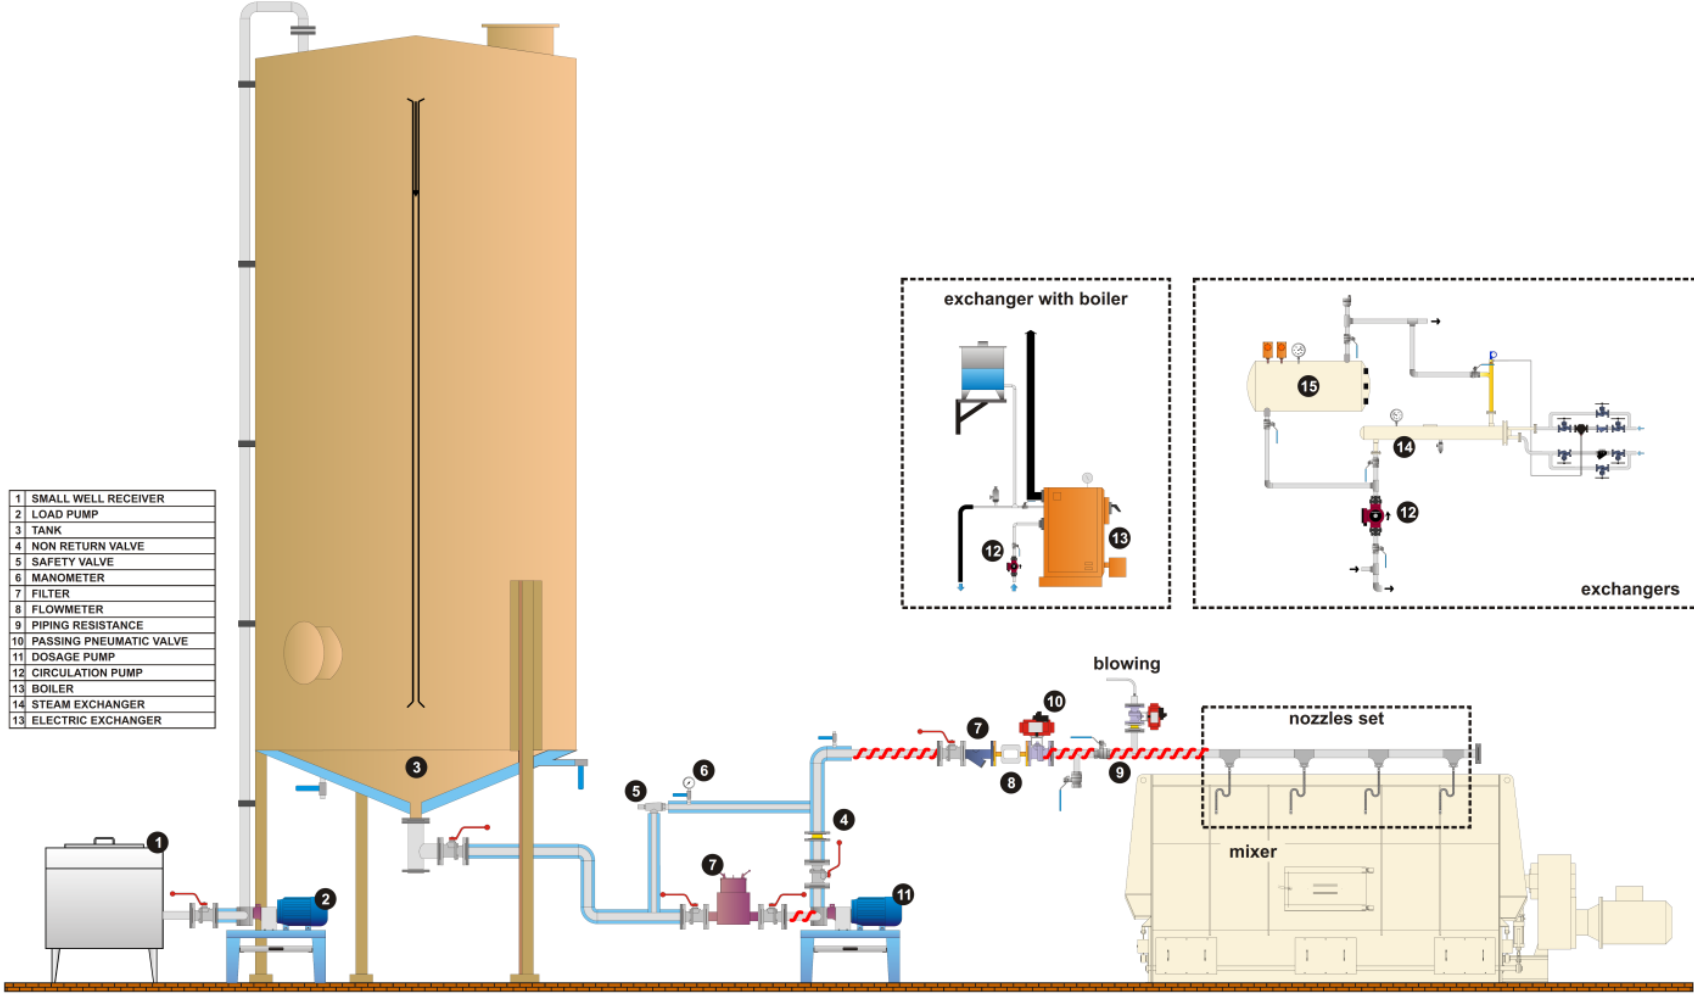 exchanger with boiler
15
14
12
12
13
exchangers
1 SMALL WELL RECEIVER
2 LOAD PUMP
3 TANK
4 NON RETURN VALVE
5 SAFETY VALVE
6 MANOMETER
7 FILTER
8 FLOWMETER
9 PIPING RESISTANCE
10 PASSING PNEUMATIC VALVE
11 DOSAGE PUMP
12 CIRCULATION PUMP
13 BOILER
14 STEAM EXCHANGER
13 ELECTRIC EXCHANGER
blowing
10
7
nozzles set
3
6
5
8
9
4
mixer
1
7
2
11